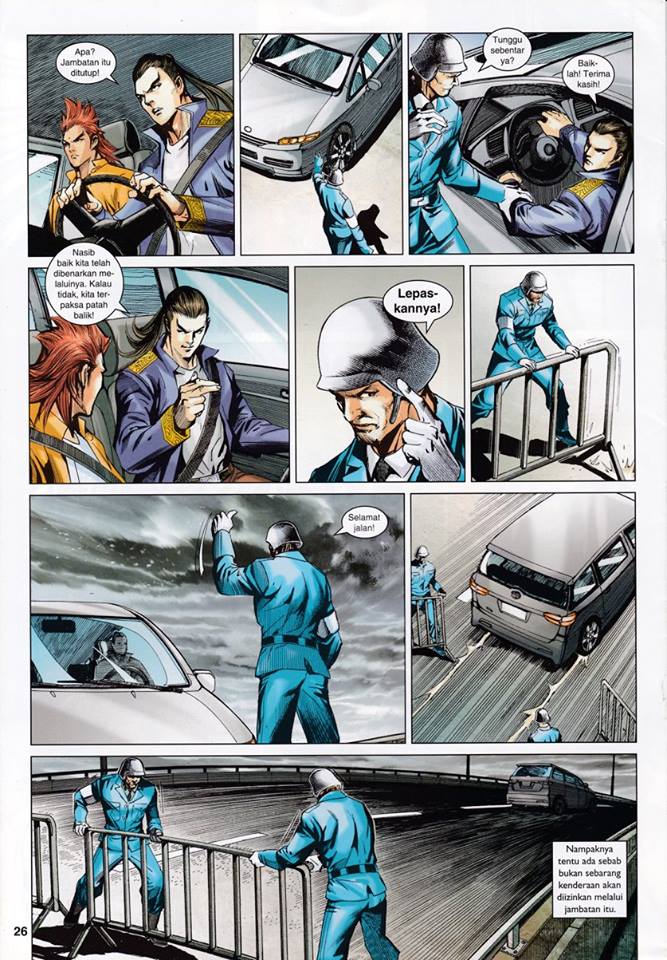 Apa?
Jambatan itu
ditutup!
Tunggu
sebentar
ya?
Baik-
lah! Terima
kasih!
Nasib
baik kita telah
dibenarkan me-
laluinya. Kalau
tidak, kita ter-
paksa patah
balik!
Lepas-
kannya!
Selamat
jalan!
Nampaknya
tentu ada sebab
bukan sebarang
kenderaan akan
diizinkan melalui
jambatan itu.
26